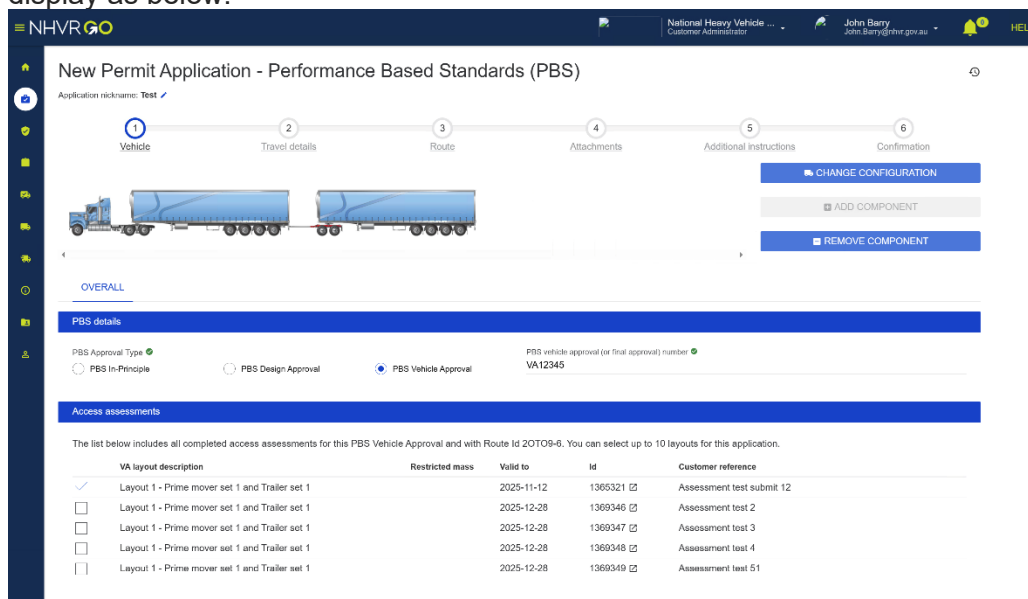 display as below.
NHVR GO
National Heavy Vehicle ...
Customer Administrator
John Barry
John.Barry@nhvr.gov.au
0
HEL
New Permit Application - Performance Based Standards (PBS)
Application nickname: Test
1 2 3 4 5 6
Vehicle Travel details Route Attachments Additional instructions Confirmation
CHANGE CONFIGURATION
ADD COMPONENT
REMOVE COMPONENT
OVERALL
PBS details
PBS Approval Type
PBS In-Principle PBS Design Approval PBS Vehicle Approval
PBS vehicle approval (or final approval) number
VA12345
Access assessments
The list below includes all completed access assessments for this PBS Vehicle Approval and with Route Id 2OTO9-6. You can select up to 10 layouts for this application.
VA layout description Restricted mass Valid to Id Customer reference
Layout 1 - Prime mover set 1 and Trailer set 1 2025-11-12 1365321 Assessment test submit 12
Layout 1 - Prime mover set 1 and Trailer set 1 2025-12-28 1369346 Assessment test 2
Layout 1 - Prime mover set 1 and Trailer set 1 2025-12-28 1369347 Assessment test 3
Layout 1 - Prime mover set 1 and Trailer set 1 2025-12-28 1369348 Assessment test 4
Layout 1 - Prime mover set 1 and Trailer set 1 2025-12-28 1369349 Assessment test 51